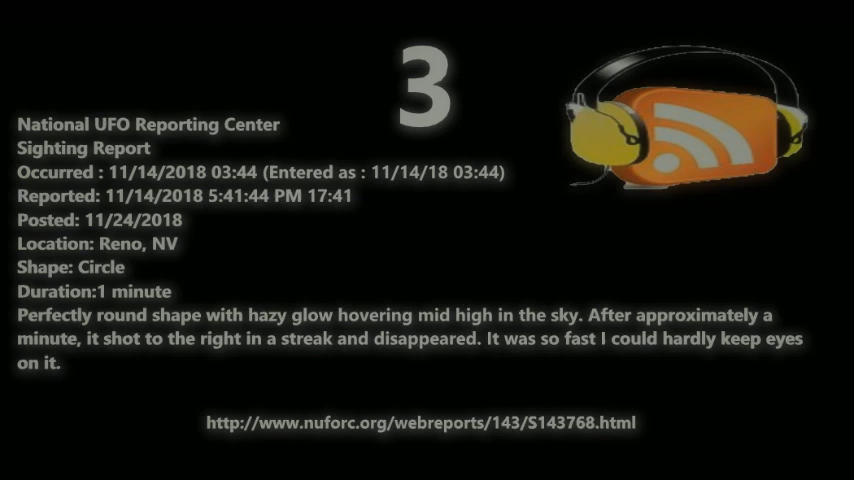 3
National UFO Reporting Center
Sighting Report
Occurred : 11/14/2018 03:44 (Entered as : 11/14/18 03:44)
Reported: 11/14/2018 5:41:44 PM 17:41
Posted: 11/24/2018
Location: Reno, NV
Shape: Circle
Duration:1 minute
Perfectly round shape with hazy glow hovering mid high in the sky. After approximately a
minute, it shot to the right in a streak and disappeared. It was so fast I could hardly keep eyes
on it.
http://www.nuforc.org/webreports/143/S143768.html